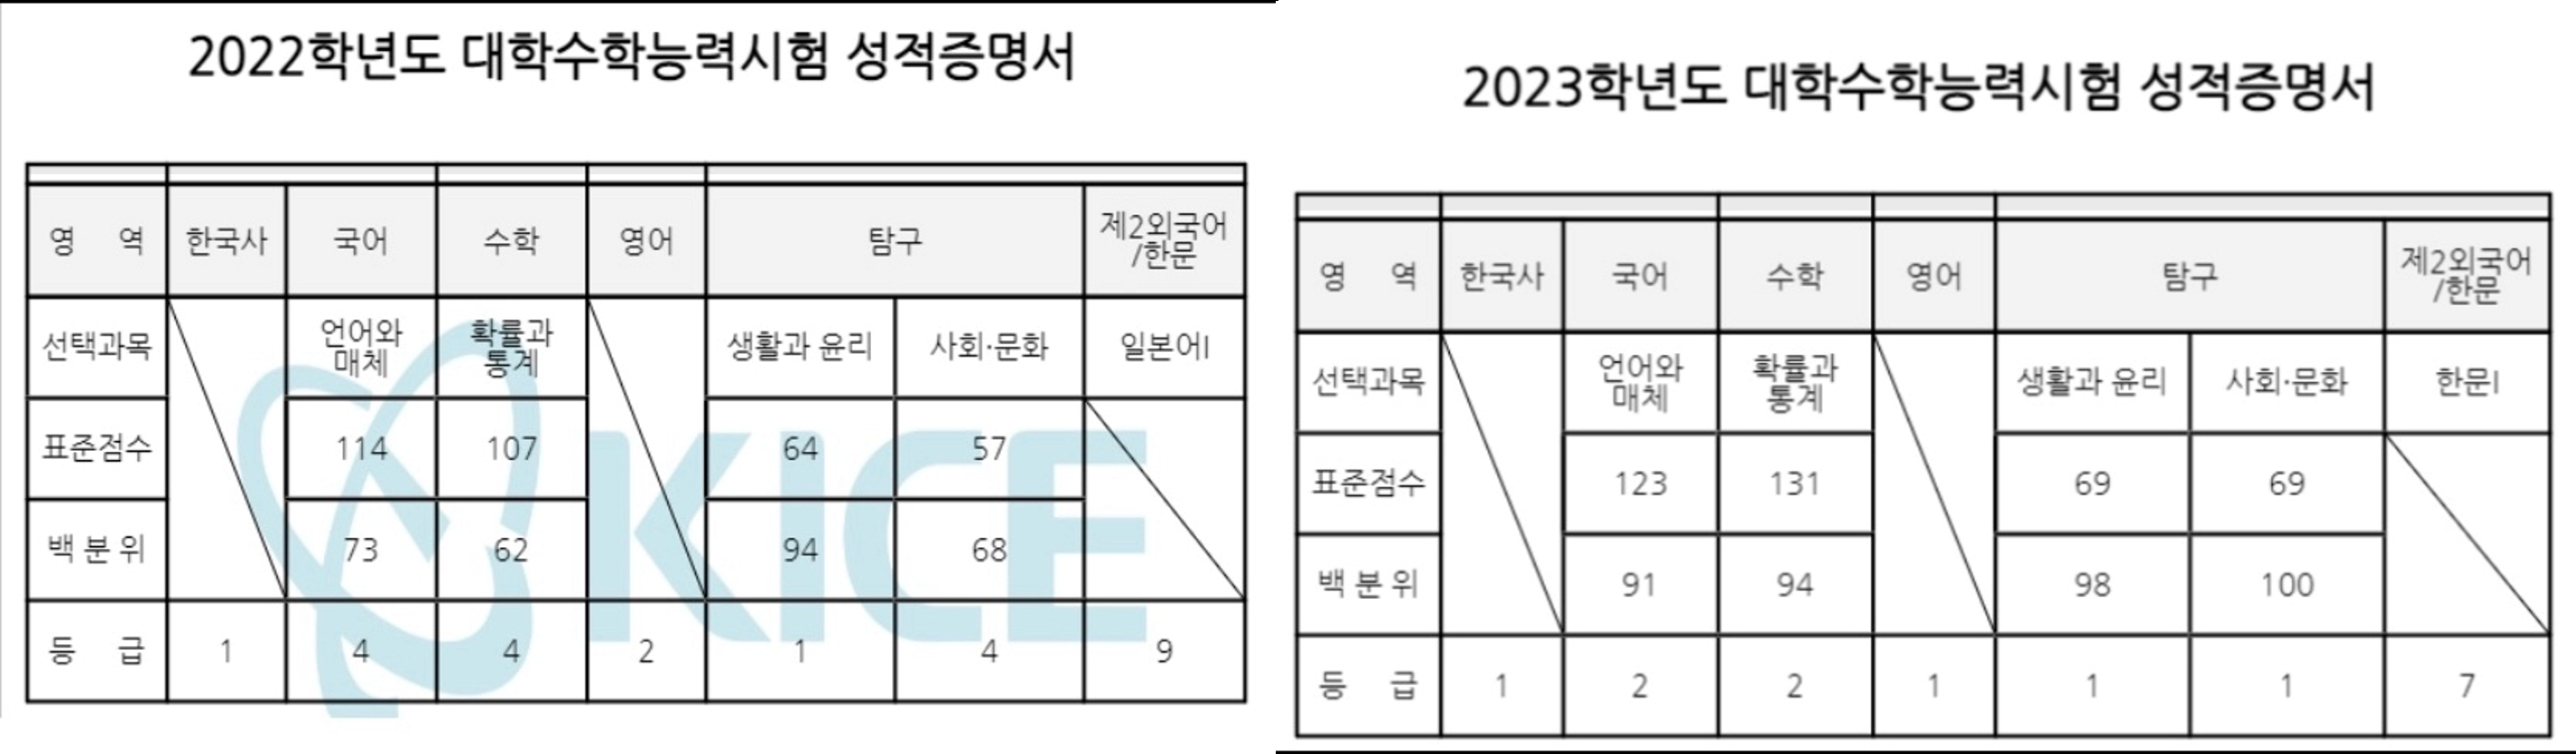 2022학년도 대학수학능력시험 성적증명서
영 역 한국사 국어 수학 영어 탐구 제2외국어
/한문
선택과목 언어와
매체 확률과
통계 생활과 윤리 사회·문화 일본어I
표준점수 114 107 64 57
백 분 위 73 62 94 68
등 급 1 4 4 2 1 4 9
KICE
2023학년도 대학수학능력시험 성적증명서
영 역 한국사 국어 수학 영어 탐구 제2외국어
/한문
선택과목 언어와
매체 확률과
통계 생활과 윤리 사회·문화 한문I
표준점수 123 131 69 69
백 분 위 91 94 98 100
등 급 1 2 2 1 1 1 7